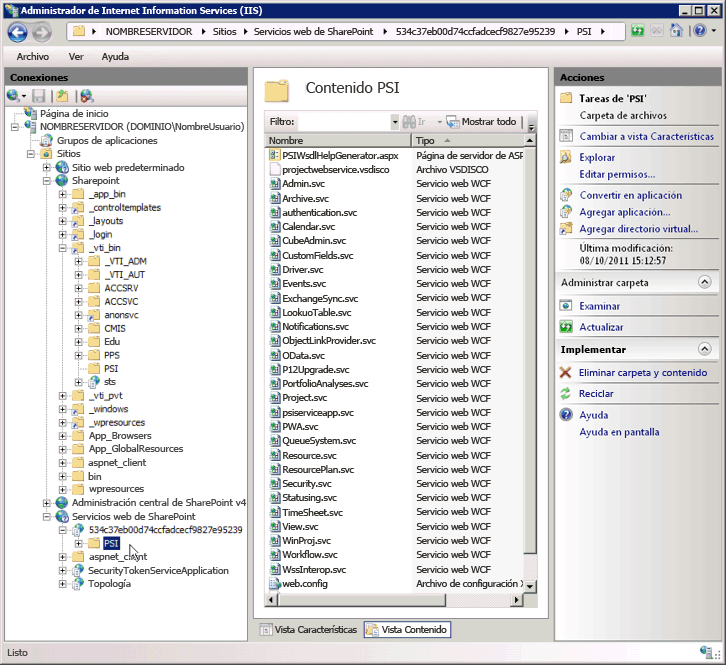 Administrador de Internet Information Services (IIS)
NOMBRESERVIDOR Sitios Servicios web de SharePoint 534c37eb00d74ccfadcecf9827e95239 PSI
Archivo Ver Ayuda
Conexiones
Página de inicio
NOMBRESERVIDOR (DOMINIO\NombreUsuario)
Grupos de aplicaciones
Sitios
Sitio web predeterminado
Sharepoint
_app_bin
_controltemplates
_layouts
_login
_vti_bin
_VTI_ADM
_VTI_AUT
ACCSRV
ACCSVC
anonsvc
CMIS
Edu
PPS
PSI
sts
_vti_pvt
_windows
_wpresources
App_Browsers
App_GlobalResources
aspnet_client
bin
wpresources
Administración central de SharePoint v4
Servicios web de SharePoint
534c37eb00d74ccfadcecf9827e95239
PSI
aspnet_client
SecurityTokenServiceApplication
Topología
Contenido PSI
Filtro: Ir Mostrar todo
Nombre Tipo
PSIWsdlHelpGenerator.aspx Página de servidor de ASP
projectwebservice.vsdisco Archivo VSDISCO
Admin.svc Servicio web WCF
Archive.svc Servicio web WCF
authentication.svc Servicio web WCF
Calendar.svc Servicio web WCF
CubeAdmin.svc Servicio web WCF
CustomFields.svc Servicio web WCF
Driver.svc Servicio web WCF
Events.svc Servicio web WCF
ExchangeSync.svc Servicio web WCF
LookuoTable.svc Servicio web WCF
Notifications.svc Servicio web WCF
ObjectLinkProvider.svc Servicio web WCF
OData.svc Servicio web WCF
P12Upgrade.svc Servicio web WCF
PortfolioAnalyses.svc Servicio web WCF
Project.svc Servicio web WCF
psiserviceapp.svc Servicio web WCF
PWA.svc Servicio web WCF
QueueSystem.svc Servicio web WCF
Resource.svc Servicio web WCF
ResourcePlan.svc Servicio web WCF
Security.svc Servicio web WCF
Statusing.svc Servicio web WCF
TimeSheet.svc Servicio web WCF
View.svc Servicio web WCF
WinProj.svc Servicio web WCF
Workflow.svc Servicio web WCF
WssInterop.svc Servicio web WCF
web.config Archivo de configuración X
Vista Características Vista Contenido
Acciones
Tareas de 'PSI'
Carpeta de archivos
Cambiar a vista Características
Explorar
Editar permisos...
Convertir en aplicación
Agregar aplicación...
Agregar directorio virtual...
Última modificación:
08/10/2011 15:12:57
Administrar carpeta
Examinar
Actualizar
Implementar
Eliminar carpeta y contenido
Reciclar
Ayuda
Ayuda en pantalla
Listo